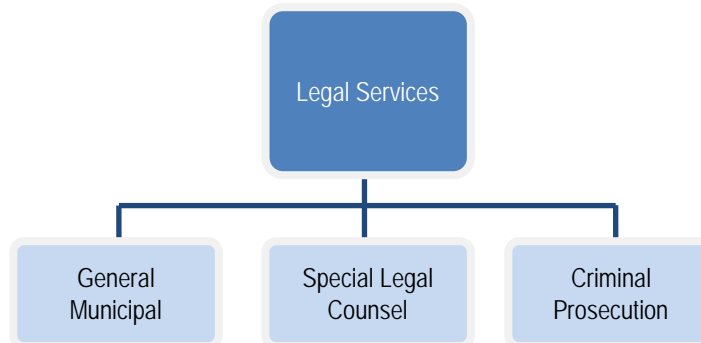 Legal Services
General
Municipal
Special Legal
Counsel
Criminal
Prosecution